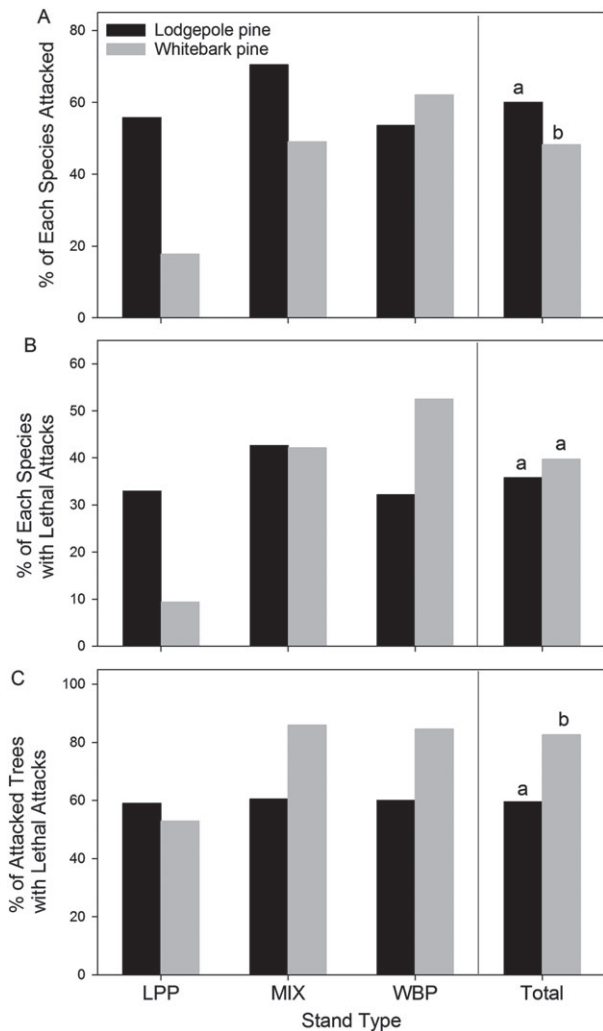 A
Lodgepole pine
Whitebark pine
% of Each Species Attacked
80
60
40
20
0
a
b
B
% of Each Species
with Lethal Attacks
60
50
40
30
20
10
0
a
a
C
% of Attacked Trees
with Lethal Attacks
100
80
60
40
20
0
a
b
LPP
MIX
WBP
Total
Stand Type